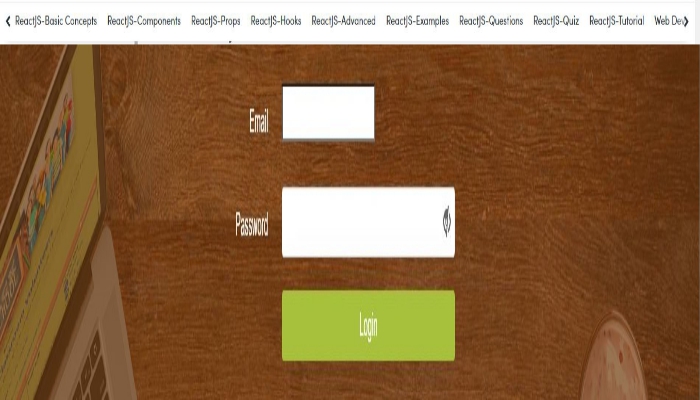 ReactJS-Basic Concepts ReactJS-Components ReactJS-Props ReactJS-Hooks ReactJS-Advanced ReactJS-Examples ReactJS-Questions ReactJS-Quiz ReactJS-Tutorial Web
Email
Password
Login